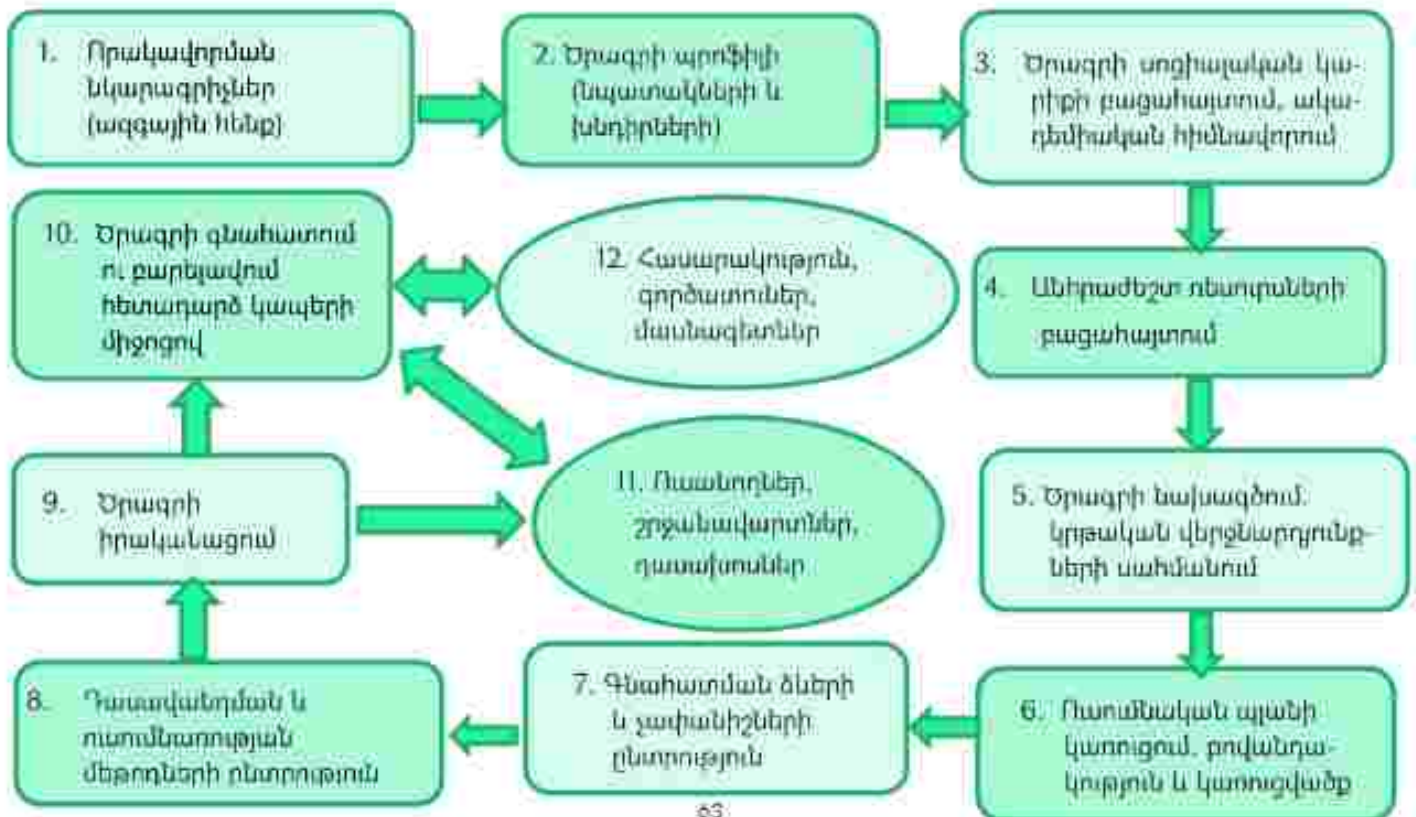 1. Որակավորման
նկարագրիչներ
(ազգային հենք)
2. Ծրագրի պրոֆիլի
(նպատակների և
խնդիրների)
3. Ծրագրի սոցիալական կա-
րիքի բացահայտում, ակա-
դեմիական հիմնավորում
10. Ծրագրի գնահատում
ու բարելավում
հետադարձ կապերի
միջոցով
12. Հասարակություն,
գործատուներ,
մասնագետներ
4. Անհրաժեշտ ռեսուրսների
բացահայտում
9. Ծրագրի
իրականացում
11. Ուսանողներ,
շրջանավարտներ,
դասախոսներ
5. Ծրագրի նախագծում.
կրթական վերջնարդյունք-
ների սահմանում
8. Դասավանդման և
ուսումնառության
մեթոդների ընտրություն
7. Գնահատման ձևերի
և չափանիշների
ընտրություն
6. Ուսումնական պլանի
կառուցում. բովանդա-
կություն և կառուցվածք
63